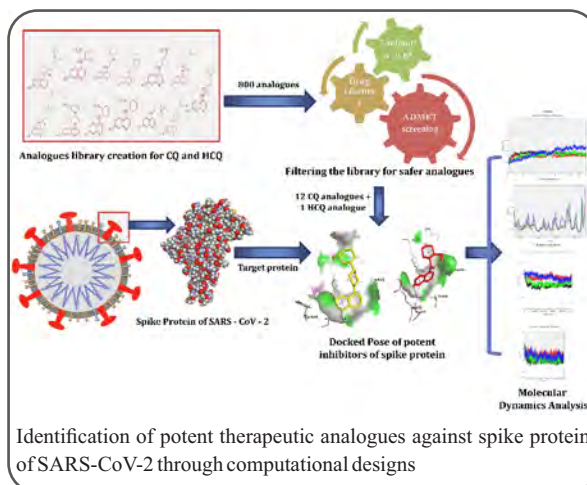 800 analogues
ADMET
screening
Analogues library creation for CQ and HCQ
Filtering the library for safer analogues
12 CQ analogues +
1 HCQ analogue
Target protein
Spike Protein of SARS - CoV - 2
Docked Pose of potent
inhibitors of spike protein
Molecular
Dynamics Analysis
Identification of potent therapeutic analogues against spike protein
of SARS-CoV-2 through computational designs